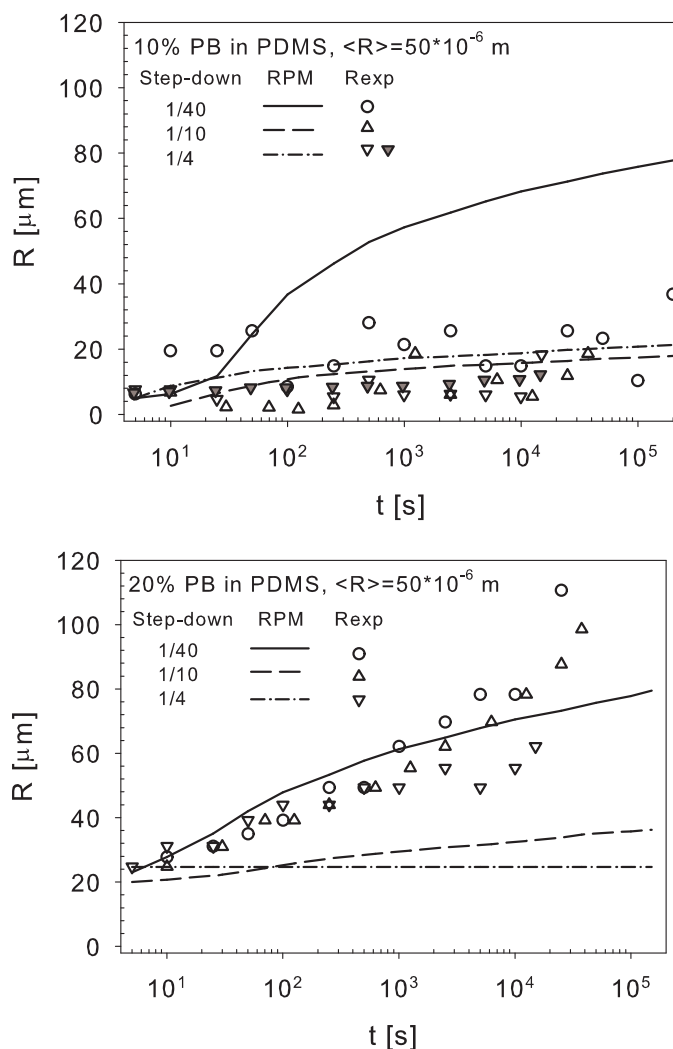 10% PB in PDMS, <R>=50*10⁻⁶ m
Step-down RPM Rexp
1/40
1/10
1/4
120
100
80
60
40
20
0
R [μm]
10¹ 10² 10³ 10⁴ 10⁵
t [s]
20% PB in PDMS, <R>=50*10⁻⁶ m
Step-down RPM Rexp
1/40
1/10
1/4
120
100
80
60
40
20
0
R [μm]
10¹ 10² 10³ 10⁴ 10⁵
t [s]